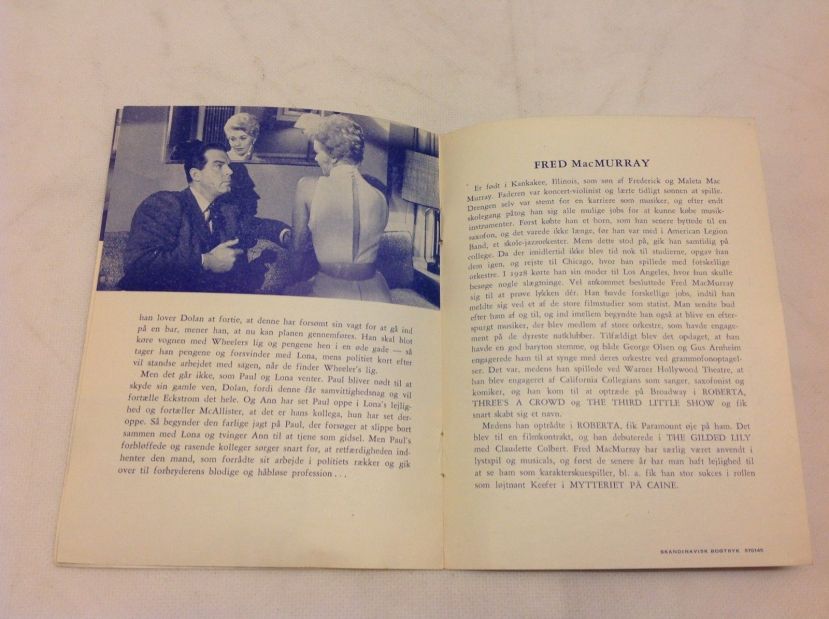 han lover Dolan at fortie, at denne har forsømt sin vagt for at gå ind
på en bar, mener han, at nu kan planen gennemføres. Han skal blot
køre vognen med Wheelers lig og pengene hen i en øde gade — så
tager han pengene og forsvinder med Lona, mens politiet kort efter
vil standse arbejdet med sagen, når de finder Wheeler's lig.
Men det går ikke, som Paul og Lona venter. Paul bliver nødt til at
skyde sin gamle ven, Dolan, fordi denne får samvittighedsnag og vil
fortælle Eckstrom det hele. Og Ann har set Paul oppe i Lona's lejlig-
hed og fortæller McAllister, at det er hans kollega, hun har set der-
oppe. Så begynder den farlige jagt på Paul, der forsøger at slippe bort
sammen med Lona og tvinger Ann til at tjene som gidsel. Men Paul's
forbløffede og rasende kolleger sørger snart for, at retfærdigheden ind-
henter den mand, som forrådte sit arbejde i politiets rækker og gik
over til forbryderens blodige og håbløse profession . . .
FRED MacMURRAY
Er født i Kankakee, Illinois, som søn af Frederick og Maleta Mac
Murray. Faderen var koncert-violinist og lærte tidligt sønnen at spille.
Drengen selv var stemt for en karriere som musiker, og efter endt
skolegang påtog han sig alle mulige jobs for at kunne købe musik-
instrumenter. Først købte han et horn, som han senere byttede til en
saxofon, og det varede ikke længe, før han var med i American Legion
Band, et skole-jazzorkester. Mens dette stod på, gik han samtidig på
college. Da der imidlertid ikke blev tid nok til studierne, opgav han
dem igen, og rejste til Chicago, hvor han spillede med forskellige
orkestre. I 1928 kørte han sin moder til Los Angeles, hvor hun skulle
besøge nogle slægtninge. Vel ankommet besluttede Fred MacMurray
sig til at prøve lykken dér. Han havde forskellige jobs, indtil han
meldte sig ved et af de store filmstudier som statist. Man sendte bud
efter ham af og til, og ind imellem begyndte han også at blive en efter-
spurgt musiker, der blev medlem af store orkestre, som havde engage-
ment på de dyreste natklubber. Tilfældigt blev det opdaget, at han
havde en god baryton stemme, og både George Olsen og Gus Arnheim
engagerede ham til at synge med deres orkestre ved grammofonoptagel-
ser. Det var, medens han spillede ved Warner Hollywood Theatre, at
han blev engageret af California Collegians som sanger, saxofonist og
komiker, og han kom til at optræde på Broadway i ROBERTA,
THREE'S A CROWD og THE THIRD LITTLE SHOW og fik
snart skabt sig et navn.
Medens han optrådte i ROBERTA, fik Paramount øje på ham. Det
blev til en filmkontrakt, og han debuterede i THE GILDED LILY
med Claudette Colbert. Fred MacMurray har særlig været anvendt i
lystspil og musicals, og først de senere år har man haft lejlighed til
at se ham som karakterskuespiller, bl. a. fik han stor sukces i rollen
som løjtnant Keefer i MYTTERIET PÅ CAINE.
SKANDINAVISK BOGTRYK 570145